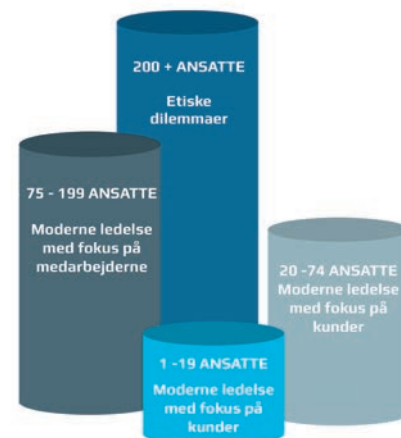 200 + ANSATTE
Etiske
dilemmaer
75 - 199 ANSATTE
Moderne ledelse
med fokus på
medarbejderne
20 -74 ANSATTE
Moderne ledelse
med fokus på
kunder
1 -19 ANSATTE
Moderne ledelse
med fokus på
kunder